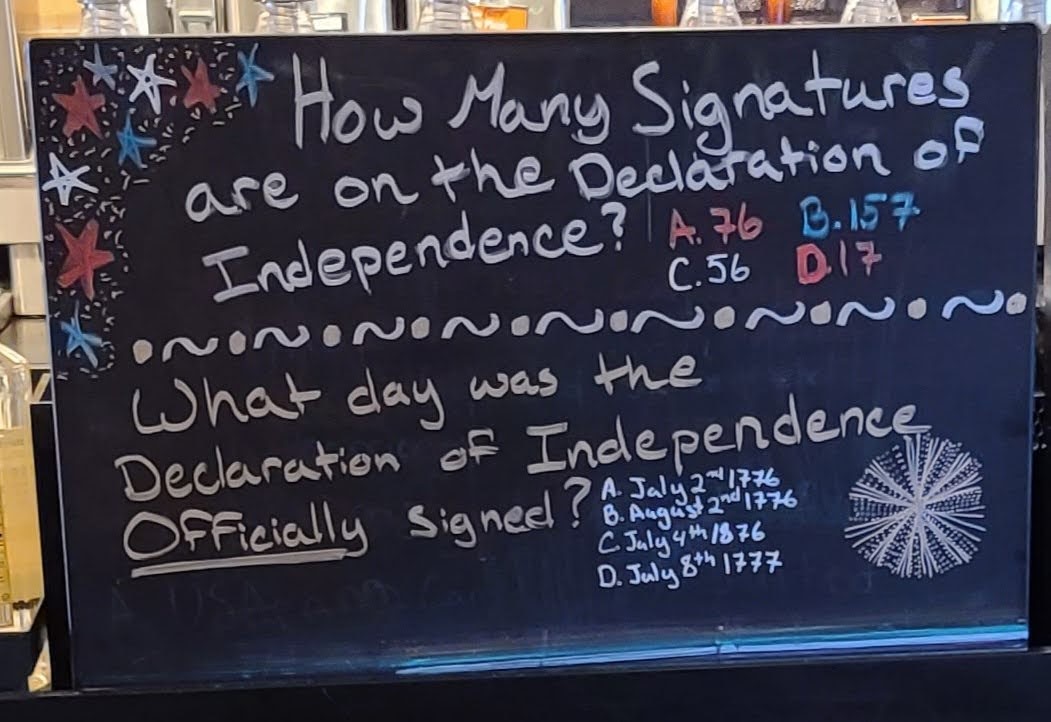 How Many Signatures
are on the Declaration of
Independence?
A. 76 B. 157
C. 56 D. 17
What day was the
Declaration of Independence
Officially signed?
A. July 2nd 1776
B. August 2nd 1776
C. July 4th 1876
D. July 8th 1777